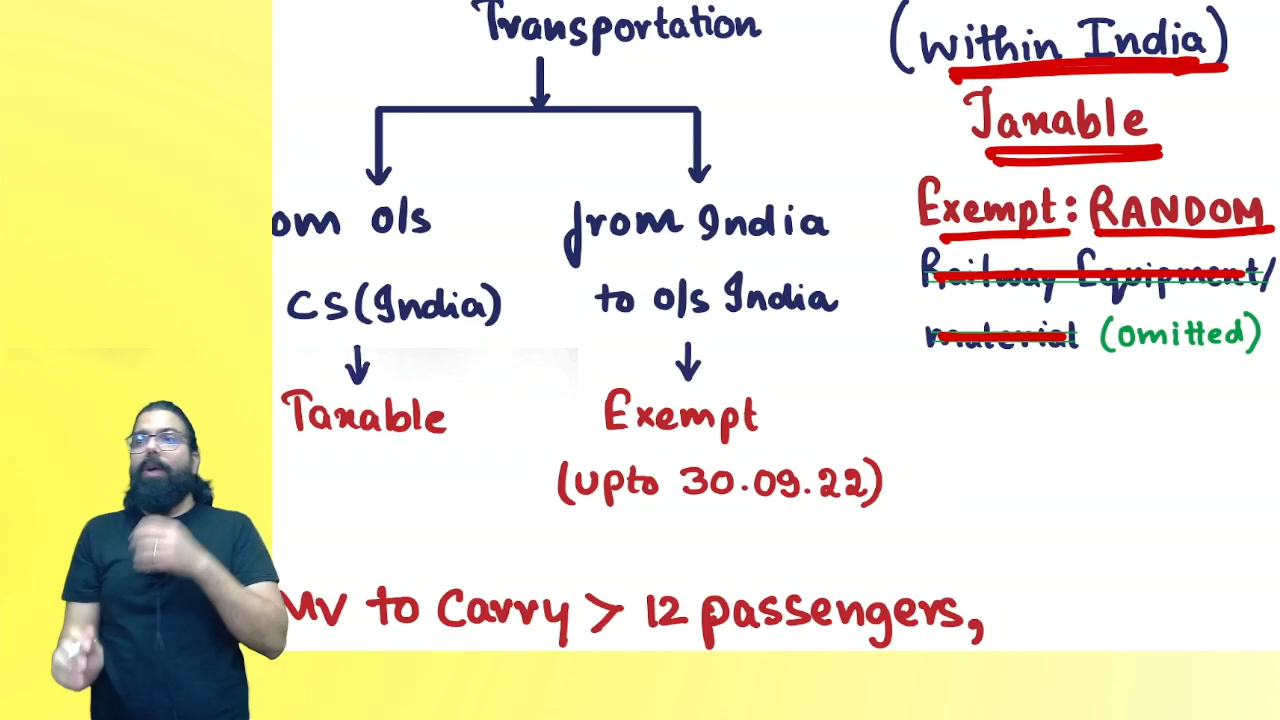 Transportation
om o/s
CS (India)
Taxable
from India
to o/s India
Exempt
(upto 30.09.22)
(within India)
Taxable
Exempt: RANDOM
Railway Equipment/
material (omitted)
MV to Carry > 12 passengers,